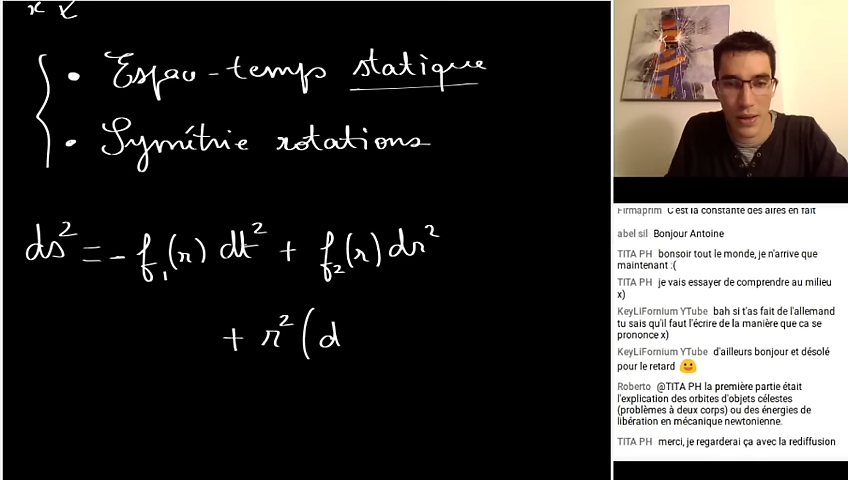 • Espace-temps statique
• Symétrie rotations
ds² = - f₁(r) dt² + f₂(r) dr²
+ r² (d
Firmaprim C'est la constante des aires en fait
abel sil Bonjour Antoine
TITA PH bonsoir tout le monde, je n'arrive que
maintenant :(
TITA PH je vais essayer de comprendre au milieu
x)
KeyLiFornium YTube bah si t'as fait de l'allemand
tu sais qu'il faut l'écrire de la manière que ca se
prononce x)
KeyLiFornium YTube d'ailleurs bonjour et désolé
pour le retard
Roberto @TITA PH la première partie était
l'explication des orbites d'objets célestes
(problèmes à deux corps) ou des énergies de
libération en mécanique newtonienne.
TITA PH merci, je regarderai ça avec la rediffusion